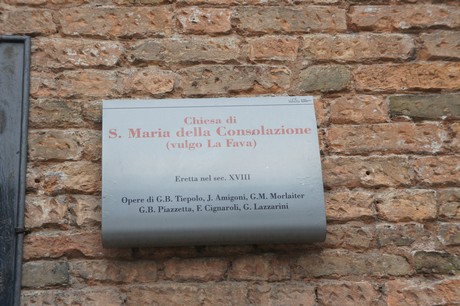 Chiesa di
S. Maria della Consolazione
(vulgo La Fava)
Eretta nel sec. XVIII
Opere di G.B. Tiepolo, J. Amigoni, G.M. Morlaiter
G.B. Piazzetta, F. Cignaroli, G. Lazzarini